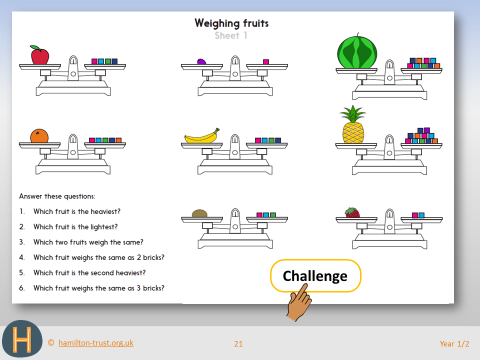 Weighing fruits
Sheet 1
Answer these questions:
1. Which fruit is the heaviest?
2. Which fruit is the lightest?
3. Which two fruits weigh the same?
4. Which fruit weighs the same as 2 bricks?
5. Which fruit is the second heaviest?
6. Which fruit weighs the same as 3 bricks?
Challenge
H
© hamilton-trust.org.uk
21
Year 1/2